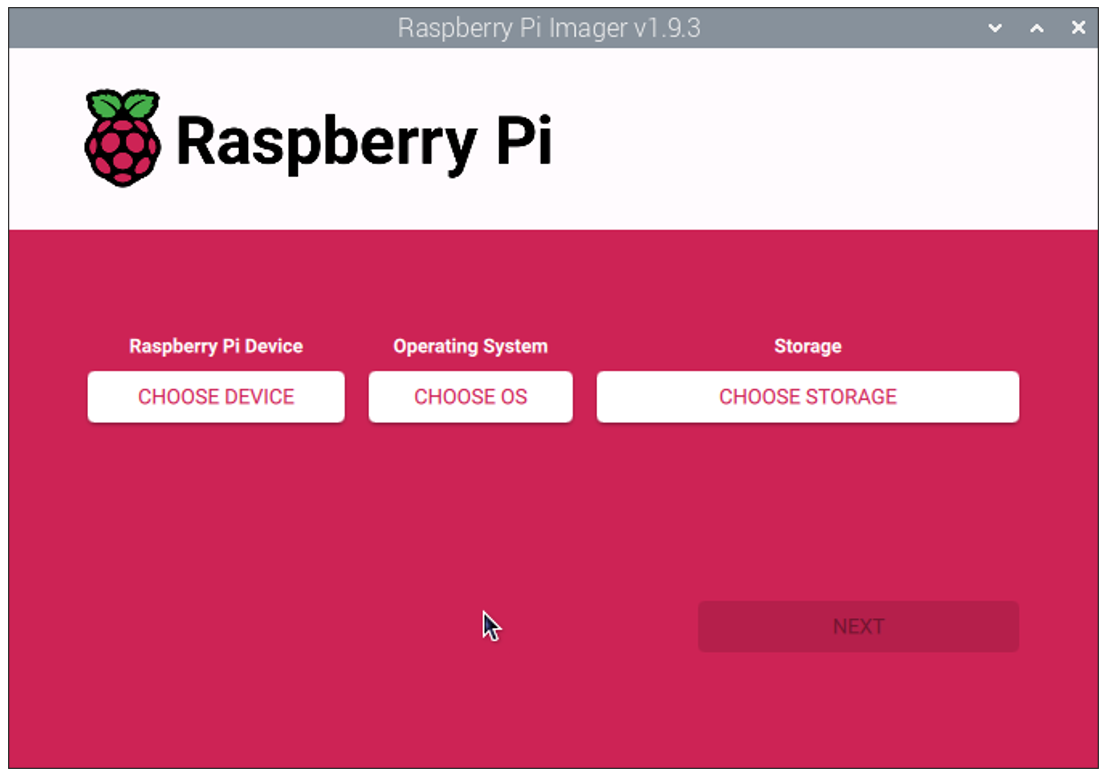 Raspberry Pi Imager v1.9.3
Raspberry Pi
Raspberry Pi Device
Operating System
Storage
CHOOSE DEVICE
CHOOSE OS
CHOOSE STORAGE
NEXT